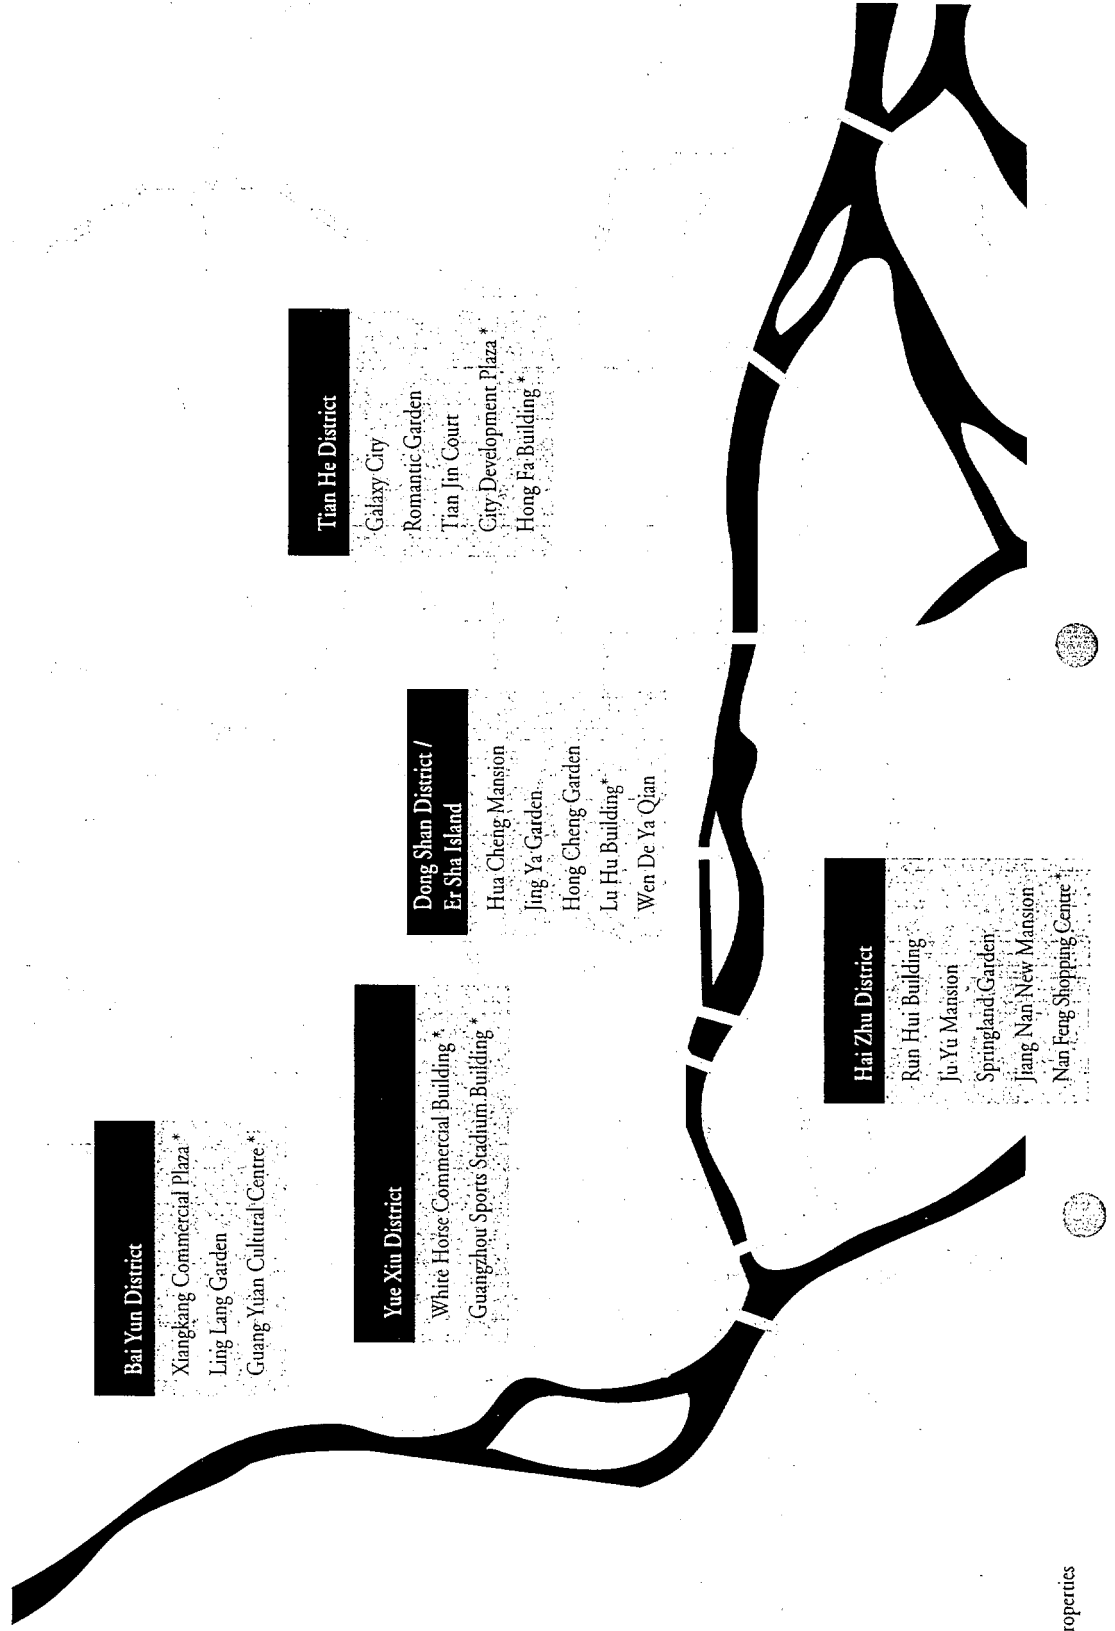 Bai Yun District
Xiangkang Commercial Plaza *
Ling Lang Garden
Guang Yuan Cultural Centre *
Yue Xiu District
White Horse Commercial Building *
Guangzhou Sports Stadium Building *
Dong Shan District /
Er Sha Island
Hua Cheng Mansion
Jing Ya Garden
Hong Cheng Garden
Lu Hu Building*
Wen De Ya Qian
Tian He District
Galaxy City
Romantic Garden
Tian Jin Court
City Development Plaza *
Hong Fa Building *
Hai Zhu District
Run Hui Building
Ju Yu Mansion
Springland Garden
Jiang Nan New Mansion
Nan Feng Shopping Centre *
roperties